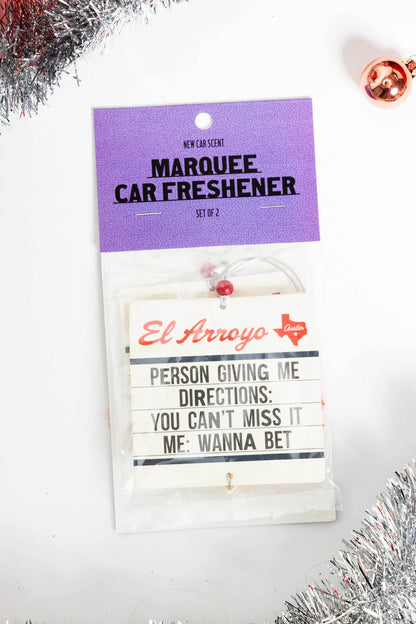 NEW CAR SCENT
MARQUEE
CAR FRESHENER
SET OF 2
El Arroyo
Austin
PERSON GIVING ME
DIRECTIONS:
YOU CAN'T MISS IT
ME: WANNA BET